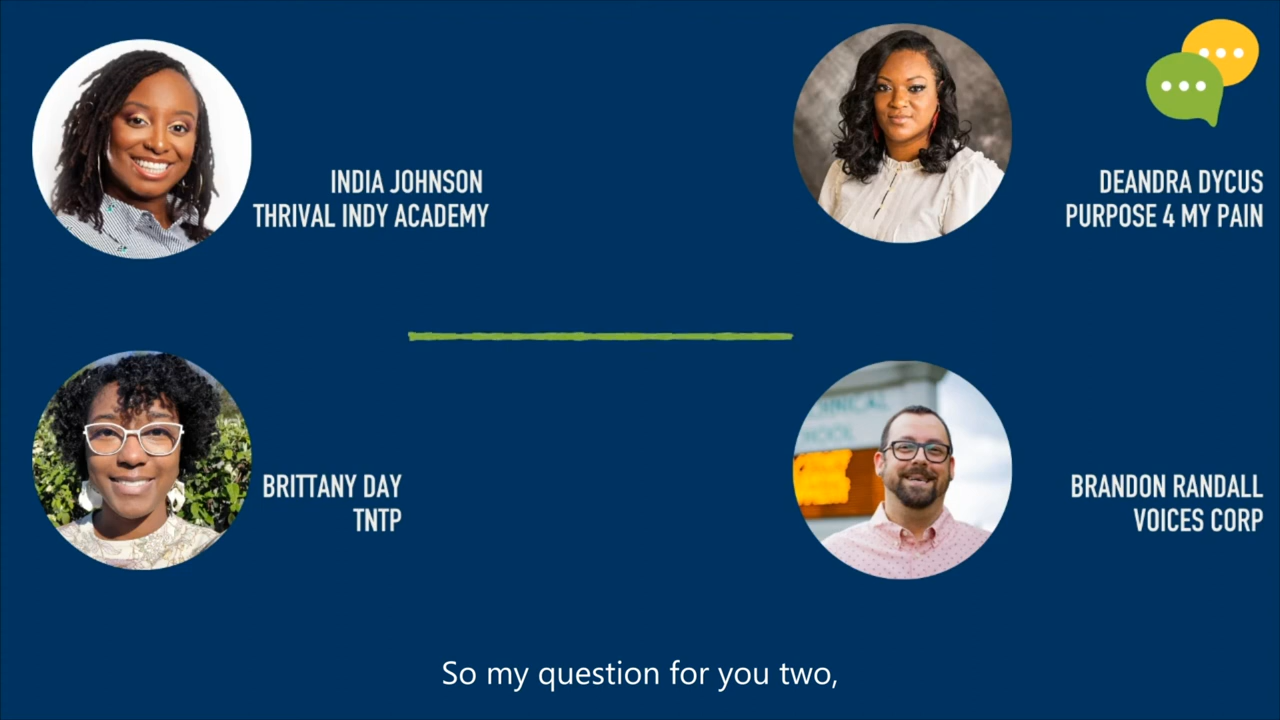 INDIA JOHNSON
THRIVAL INDY ACADEMY
DEANDRA DYCUS
PURPOSE 4 MY PAIN
BRITTANY DAY
TNTP
BRANDON RANDALL
VOICES CORP
So my question for you two,